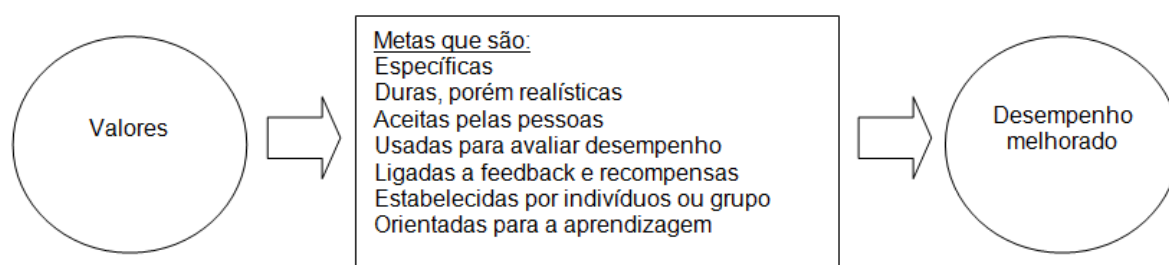 Valores
Metas que são:
Específicas
Duras, porém realísticas
Aceitas pelas pessoas
Usadas para avaliar desempenho
Ligadas a feedback e recompensas
Estabelecidas por indivíduos ou grupo
Orientadas para a aprendizagem
Desempenho
melhorado